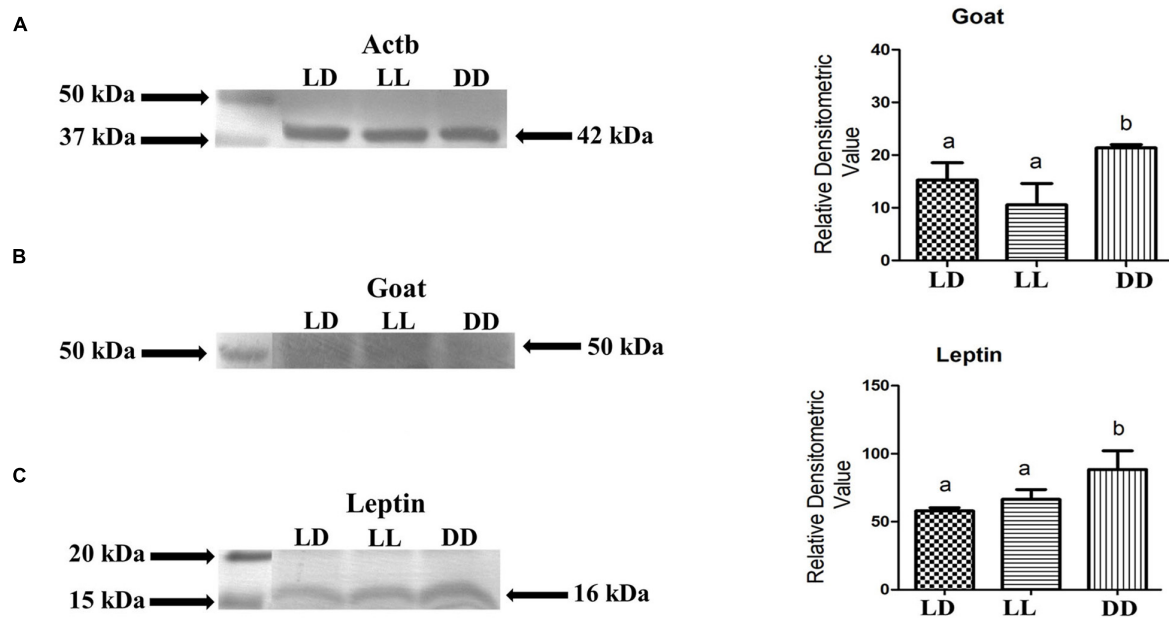 A
Actb
LD LL DD
50 kDa
37 kDa
42 kDa
Goat
40
30
20
10
0
Relative Densitometric
Value
a
a
b
LD LL DD
B
Goat
LD LL DD
50 kDa
50 kDa
Leptin
150
100
50
0
Relative Densitometric
Value
a
a
b
LD LL DD
C
Leptin
LD LL DD
20 kDa
15 kDa
16 kDa